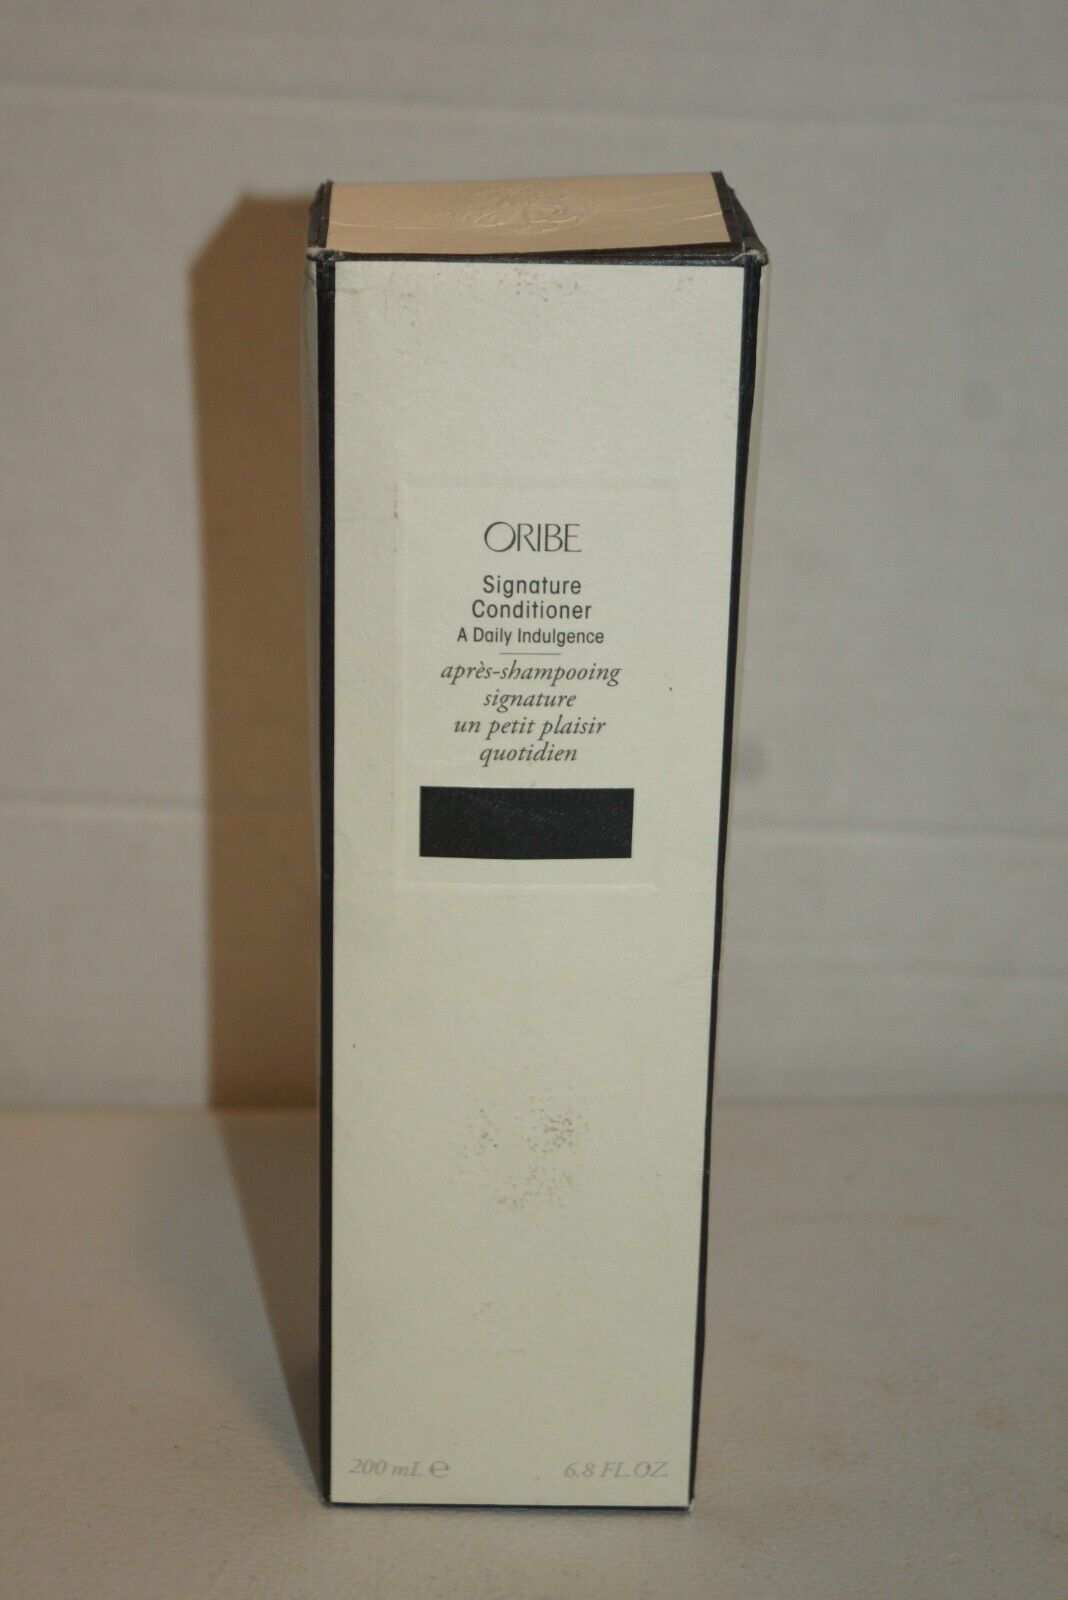 ORIBE
Signature
Conditioner
A Daily Indulgence
après-shampooing
signature
un petit plaisir
quotidien
200 mL ℮
6.8 FL.OZ.